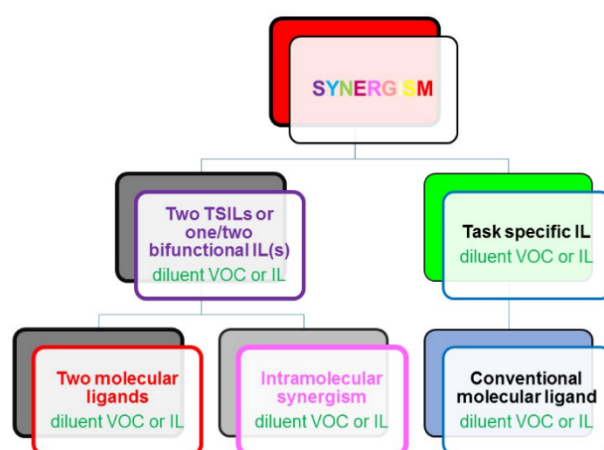 SYNERGISM
Two TSILs or
one/two
bifunctional IL(s)
diluent VOC or IL
Task specific IL
diluent VOC or IL
Two molecular
ligands
diluent VOC or IL
Intramolecular
synergism
diluent VOC or IL
Conventional
molecular ligand
diluent VOC or IL